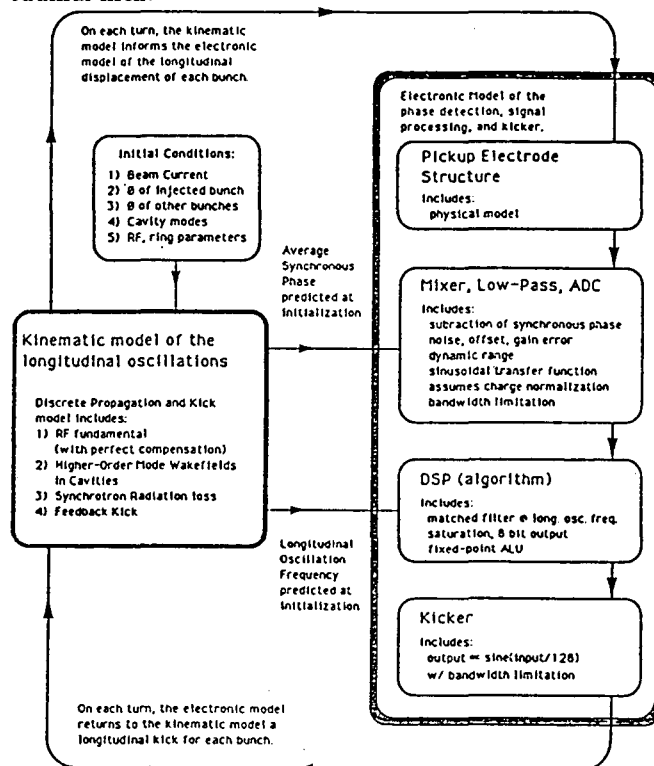 On each turn, the kinematic
model informs the electronic
model of the longitudinal
displacement of each bunch.
Electronic Model of the
phase detection, signal
processing, and kicker.
Pickup Electrode
Structure
Includes:
physical model
Initial Conditions:
1) Beam Current
2) Ø of injected bunch
3) Ø of other bunches
4) Cavity modes
5) RF, ring parameters
Average
Synchronous
Phase
predicted at
initialization
Mixer, Low-Pass, ADC
Includes:
subraction of synchronous phase
noise, offset, gain error
dynamic range
sinusoidal transfer function
assumes charge normalization
bandwidth limitation
Kinematic model of the
longitudinal oscillations
Discrete Propagation and Kick
model includes:
1) RF fundamental
(with perfect compensation)
2) Higher-Order Mode Wakefields
in Cavities
3) Synchrotron Radiation loss
4) Feedback Kick
DSP (algorithm)
Includes:
matched filter @ long. osc. freq.
saturation, 8 bit output
fixed-point ALU
Longitudinal
Oscillation
Frequency
predicted at
initialization
Kicker
Includes:
output ∝ sine(input/128)
w/ bandwidth limitation
On each turn, the electronic model
returns to the kinematic model a
longitudinal kick for each bunch.